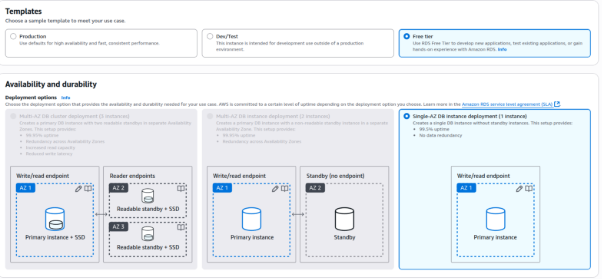 Templates
Choose a sample template to meet your use case.
Production
Use defaults for high availability and fast, consistent performance.
Dev/Test
This instance is intended for development use outside of a production
environment.
Free tier
Use RDS Free Tier to develop new applications, test existing applications, or gain
hands-on experience with Amazon RDS. Info
Availability and durability
Deployment options Info
Choose the deployment option that provides the availability and durability needed for your use case. AWS is committed to a certain level of uptime depending on the deployment option you choose. Learn more in the Amazon RDS service level agreement (SLA)
Multi-AZ DB cluster deployment (3 instances)
Creates a primary DB instance with two readable standbys in separate
Availability Zones. This setup provides:
99.95% uptime
Redundancy across Availability Zones
Increased read capacity
Reduced write latency
Write/read endpoint
AZ 1
Primary instance + SSD
Reader endpoints
AZ 2
Readable standby + SSD
AZ 3
Readable standby + SSD
Multi-AZ DB instance deployment (2 instances)
Creates a primary DB instance with a non-readable standby instance in a separate
Availability Zone. This setup provides:
99.95% uptime
Redundancy across Availability Zones
Write/read endpoint
AZ 1
Primary instance
Standby (no endpoint)
AZ 2
Standby
Single-AZ DB instance deployment (1 instance)
Creates a single DB instance without standby instances. This setup provides:
99.5% uptime
No data redundancy
Write/read endpoint
AZ 1
Primary instance